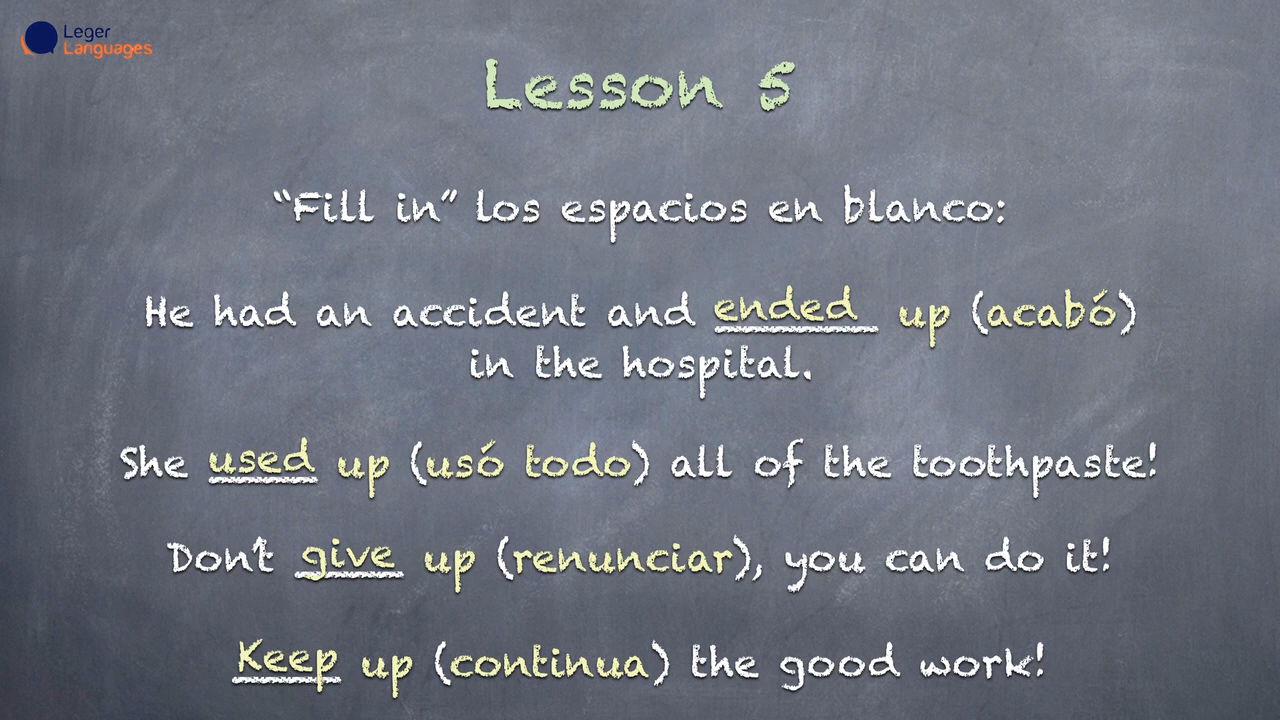 Leger
Languages
Lesson 5
“Fill in” los espacios en blanco:
He had an accident and ended up (acabó)
in the hospital.
She used up (usó todo) all of the toothpaste!
Don't give up (renunciar), you can do it!
Keep up (continua) the good work!